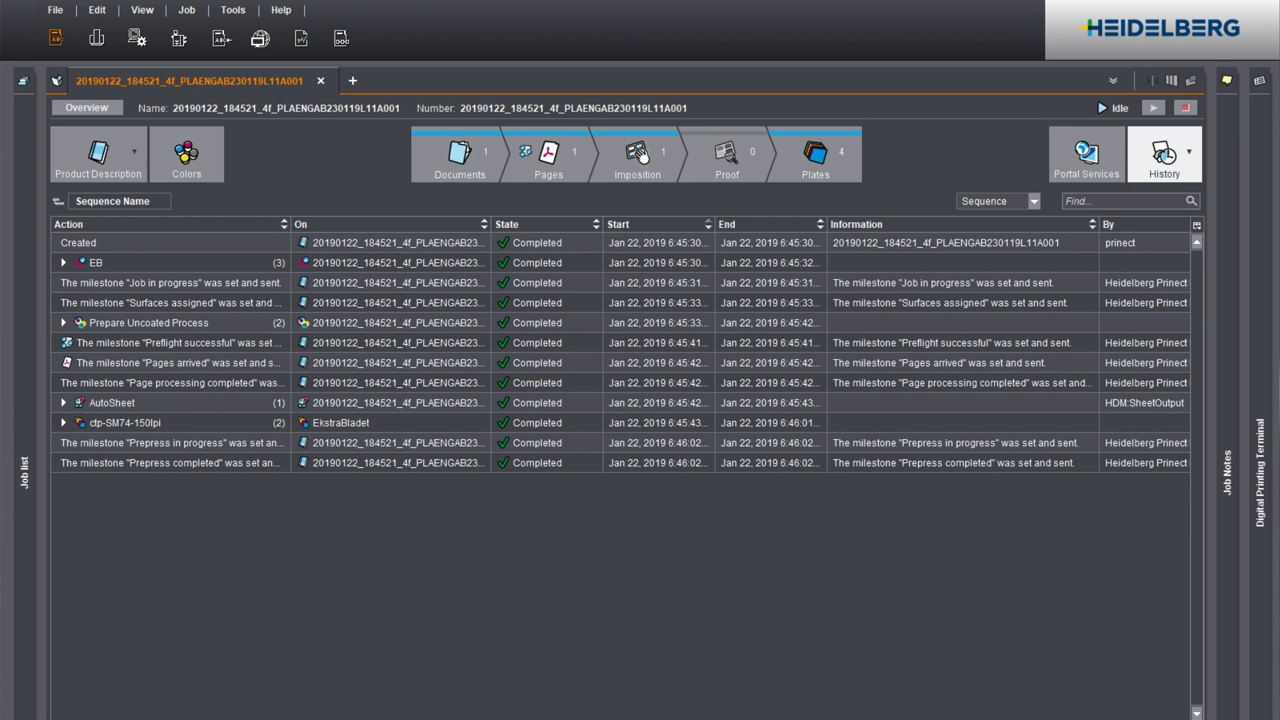 File Edit View Job Tools Help
HEIDELBERG
20190122_184521_4f_PLAENGAB230119L11A001
Overview Name: 20190122_184521_4f_PLAENGAB230119L11A001 Number: 20190122_184521_4f_PLAENGAB230119L11A001 Idle
Product Description Colors Documents 1 Pages 1 Imposition 1 Proof 0 Plates 4 Portal Services History
Sequence Name Sequence Find...
Action On State Start End Information By
Created 20190122_184521_4f_PLAENGAB23... Completed Jan 22, 2019 6:45:30... Jan 22, 2019 6:45:30... 20190122_184521_4f_PLAENGAB230119L11A001 prinect
EB (3) 20190122_184521_4f_PLAENGAB23... Completed Jan 22, 2019 6:45:30... Jan 22, 2019 6:45:32...
The milestone "Job in progress" was set and sent. 20190122_184521_4f_PLAENGAB23... Completed Jan 22, 2019 6:45:31... Jan 22, 2019 6:45:31... The milestone "Job in progress" was set and sent. Heidelberg Prinect
The milestone "Surfaces assigned" was set and ... 20190122_184521_4f_PLAENGAB23... Completed Jan 22, 2019 6:45:33... Jan 22, 2019 6:45:33... The milestone "Surfaces assigned" was set and sent. Heidelberg Prinect
Prepare Uncoated Process (2) 20190122_184521_4f_PLAENGAB23... Completed Jan 22, 2019 6:45:33... Jan 22, 2019 6:45:42...
The milestone "Preflight successful" was set ... 20190122_184521_4f_PLAENGAB23... Completed Jan 22, 2019 6:45:41... Jan 22, 2019 6:45:41... The milestone "Preflight successful" was set and sent. Heidelberg Prinect
The milestone "Pages arrived" was set and s... 20190122_184521_4f_PLAENGAB23... Completed Jan 22, 2019 6:45:42... Jan 22, 2019 6:45:42... The milestone "Pages arrived" was set and sent. Heidelberg Prinect
The milestone "Page processing completed" was... 20190122_184521_4f_PLAENGAB23... Completed Jan 22, 2019 6:45:42... Jan 22, 2019 6:45:42... The milestone "Page processing completed" was set and... Heidelberg Prinect
AutoSheet (1) 20190122_184521_4f_PLAENGAB23... Completed Jan 22, 2019 6:45:42... Jan 22, 2019 6:45:43... HDM:SheetOutput
ctp-SM74-150lpi (2) EkstraBladet Completed Jan 22, 2019 6:45:43... Jan 22, 2019 6:46:01...
The milestone "Prepress in progress" was set an... 20190122_184521_4f_PLAENGAB23... Completed Jan 22, 2019 6:46:02... Jan 22, 2019 6:46:02... The milestone "Prepress in progress" was set and sent. Heidelberg Prinect
The milestone "Prepress completed" was set an... 20190122_184521_4f_PLAENGAB23... Completed Jan 22, 2019 6:46:02... Jan 22, 2019 6:46:02... The milestone "Prepress completed" was set and sent. Heidelberg Prinect
Job list
Job Notes
Digital Printing Terminal